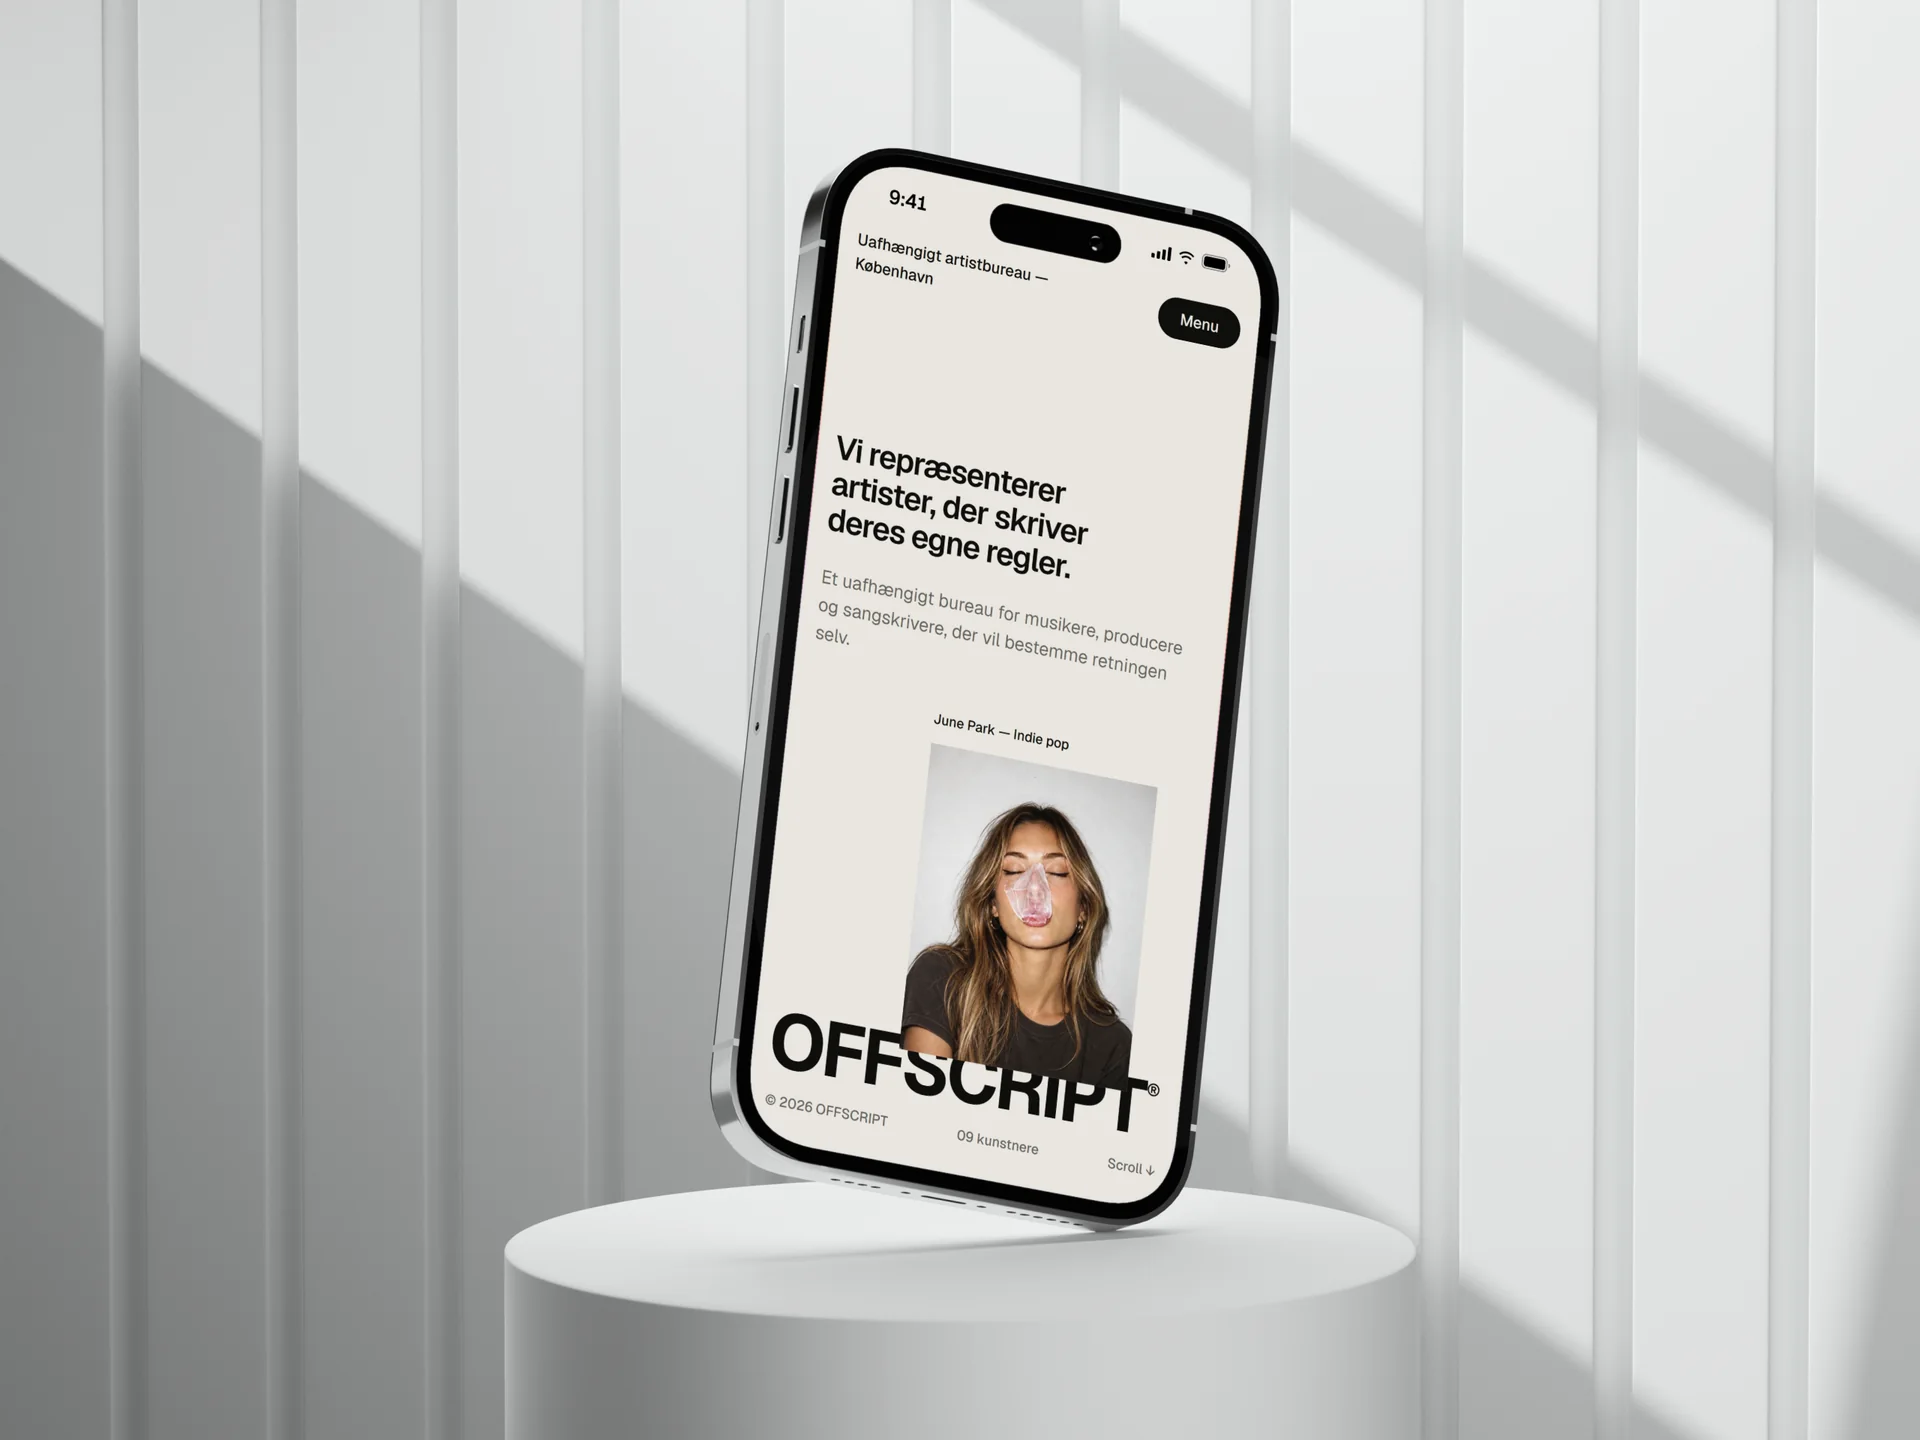 9:41
Uafhængigt artistbureau —
København
Menu
Vi repræsenterer
artister, der skriver
deres egne regler.
Et uafhængigt bureau for musikere, producere
og sangskrivere, der vil bestemme retningen
selv.
June Park — Indie pop
OFFSCRIPT®
© 2026 OFFSCRIPT
09 kunstnere
Scroll ↓